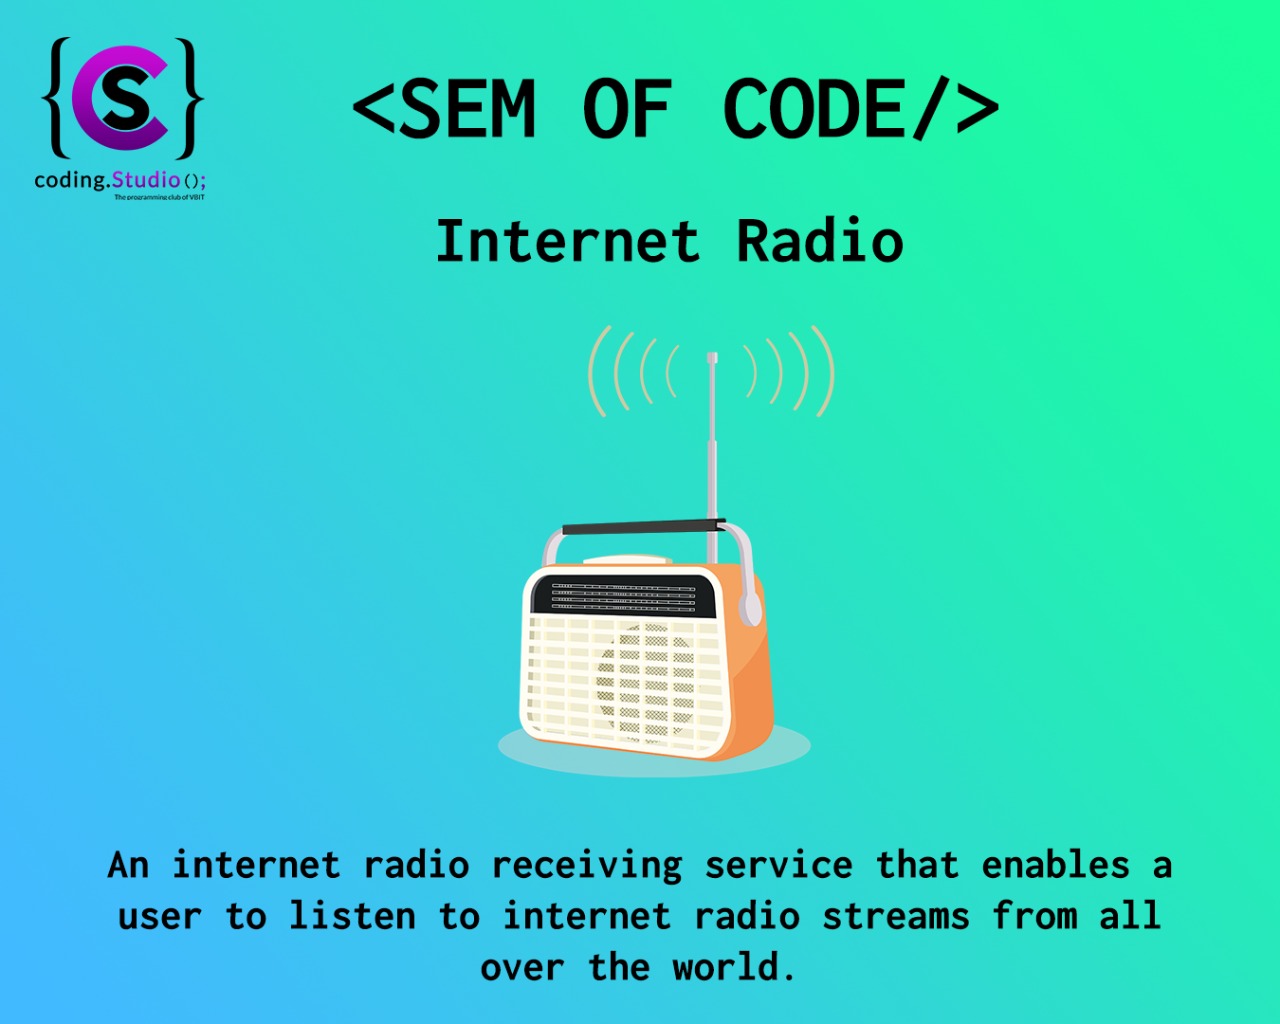 {CS}
coding.Studio();
The programming club of VBIT
<SEM OF CODE/>
Internet Radio
An internet radio receiving service that enables a
user to listen to internet radio streams from all
over the world.